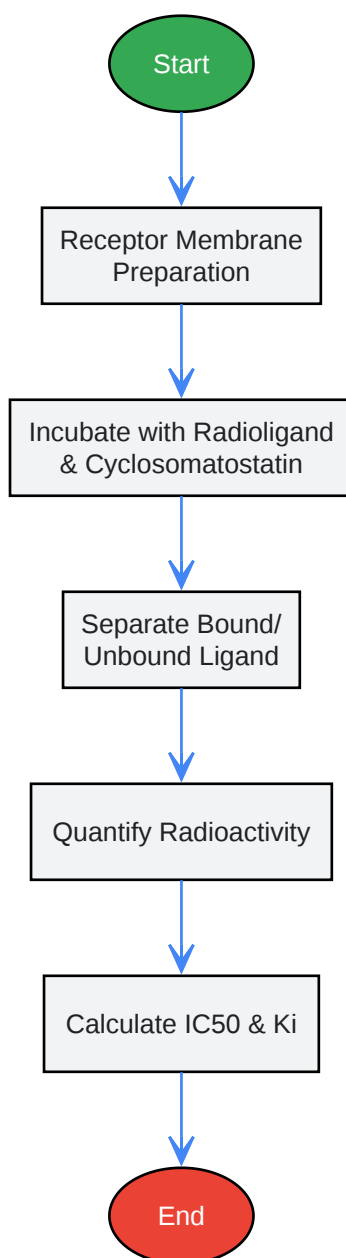 Start
Receptor Membrane
Preparation
Incubate with Radioligand
& Cyclosomatostatin
Separate Bound/
Unbound Ligand
Quantify Radioactivity
Calculate IC50 & Ki
End